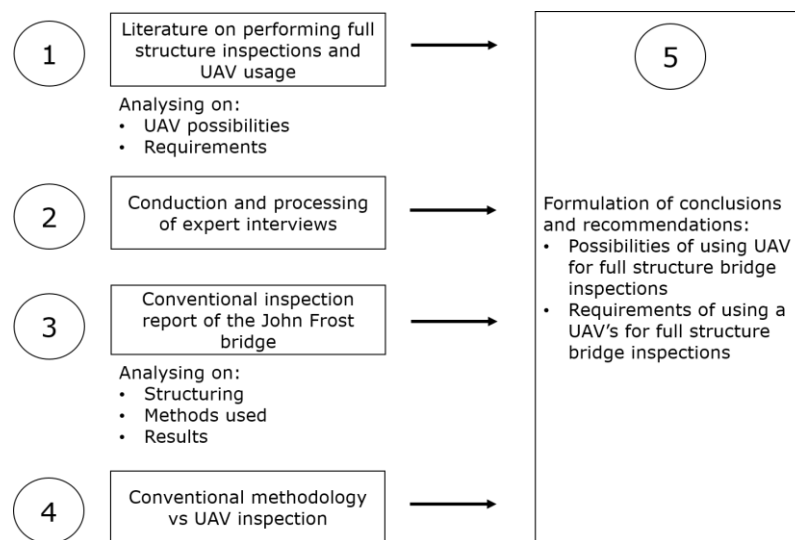 1
Literature on performing full
structure inspections and
UAV usage
Analysing on:
• UAV possibilities
• Requirements
2
Conduction and processing
of expert interviews
3
Conventional inspection
report of the John Frost
bridge
Analysing on:
• Structuring
• Methods used
• Results
4
Conventional methodology
vs UAV inspection
5
Formulation of conclusions
and recommendations:
• Possibilities of using UAV
for full structure bridge
inspections
• Requirements of using a
UAV's for full structure
bridge inspections